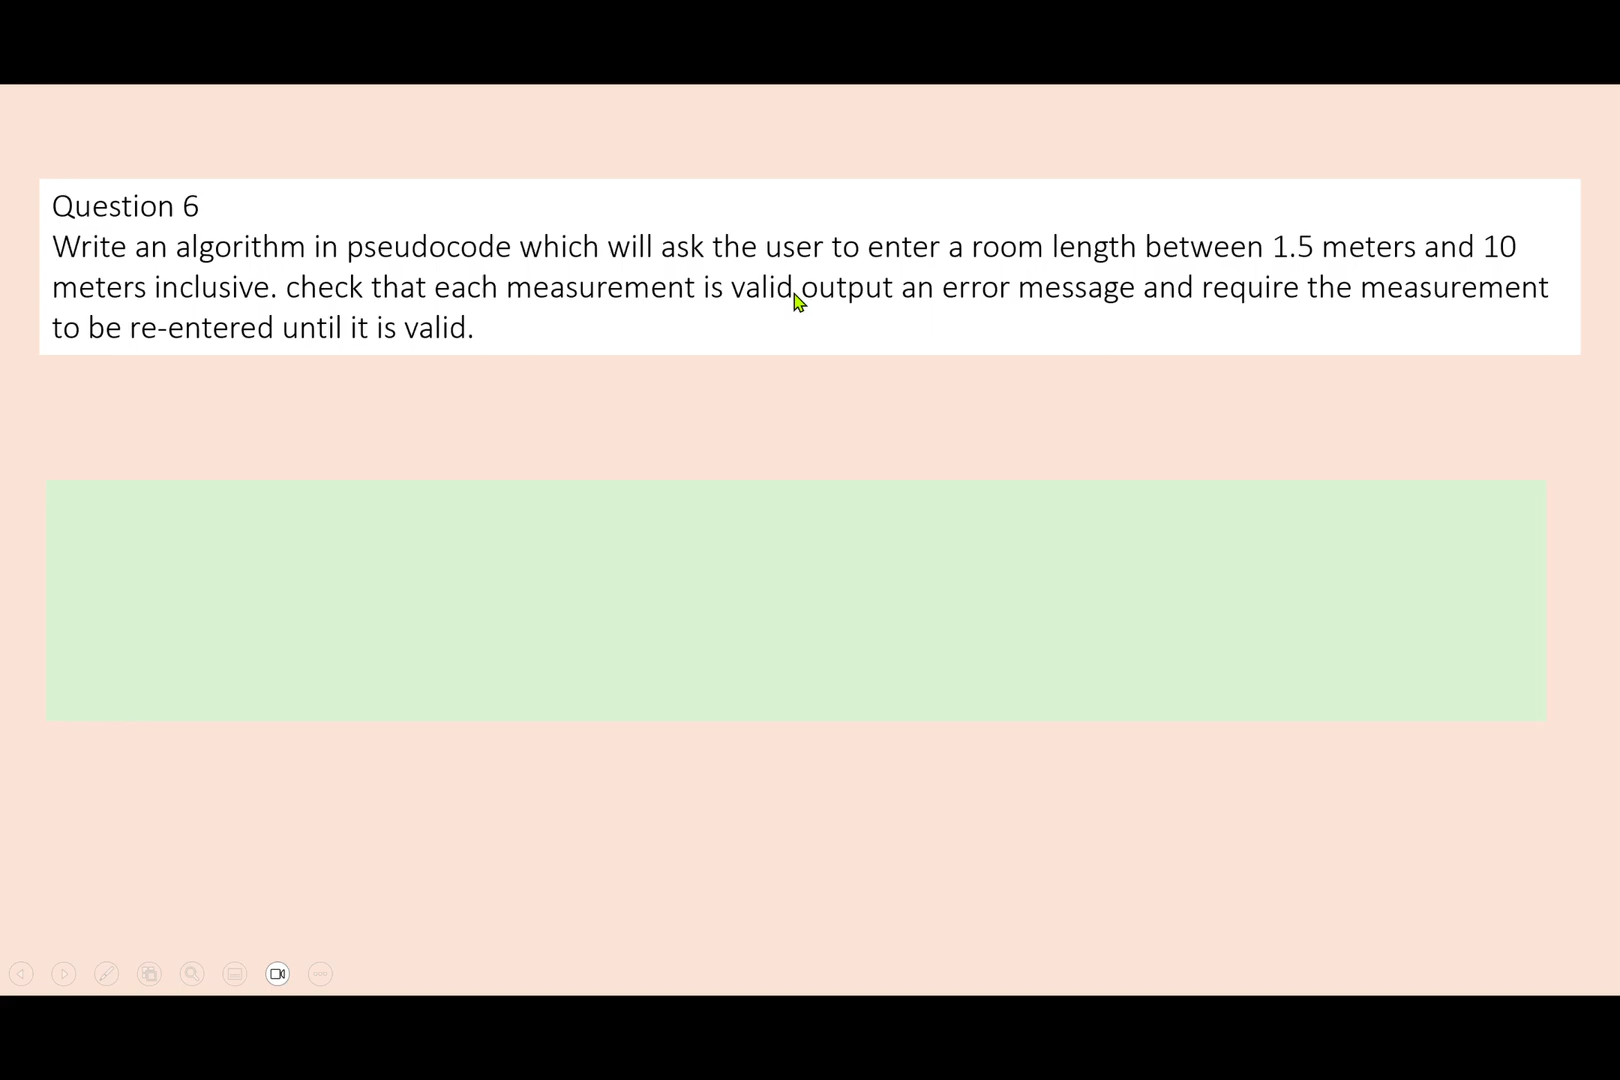 Question 6
Write an algorithm in pseudocode which will ask the user to enter a room length between 1.5 meters and 10
meters inclusive. check that each measurement is valid output an error message and require the measurement
to be re-entered until it is valid.